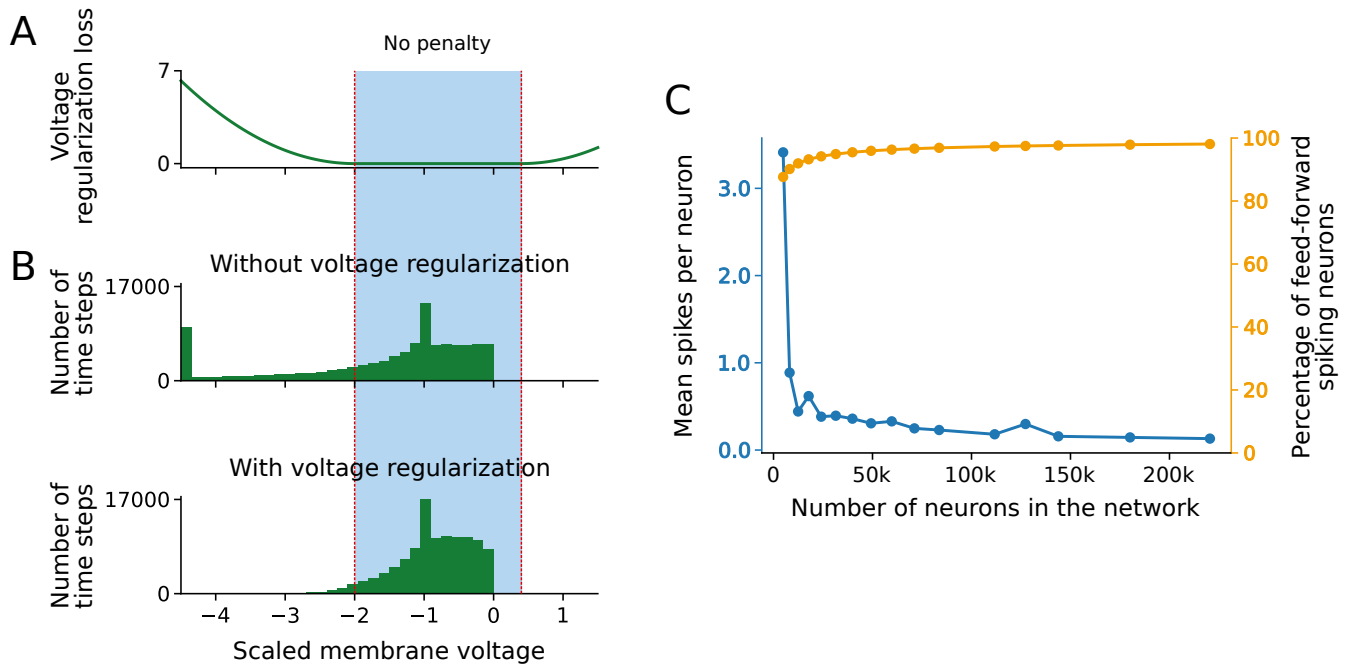 A
Voltage
regularization loss
No penalty
7
0
B
Without voltage regularization
Number of
time steps
17000
0
With voltage regularization
Number of
time steps
17000
0
−4
−3
−2
−1
0
1
Scaled membrane voltage
C
Mean spikes per neuron
3.0
2.0
1.0
0.0
100
80
60
40
20
0
Percentage of feed-forward
spiking neurons
0
50k
100k
150k
200k
Number of neurons in the network